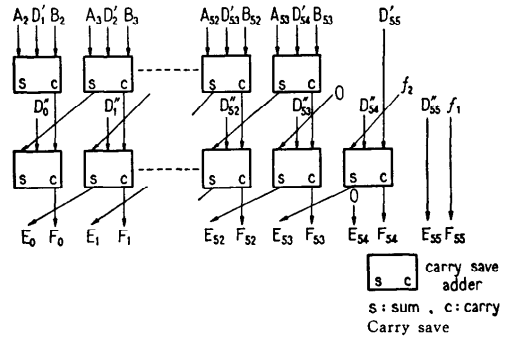 A₂ D′₁ B₂ A₃ D′₂ B₃ A₅₂ D′₅₃ B₅₂ A₅₃ D′₅₄ B₅₃ D′₅₅
S C S C S C S C
D″₀ D″₁ D″₅₂ D″₅₃ 0 D″₅₄ f₂ D″₅₅ f₁
S C S C S C S C S C
0
E₀ F₀ E₁ F₁ E₅₂ F₅₂ E₅₃ F₅₃ E₅₄ F₅₄ E₅₅ F₅₅
S C carry save
adder
S : sum , C : carry
Carry save